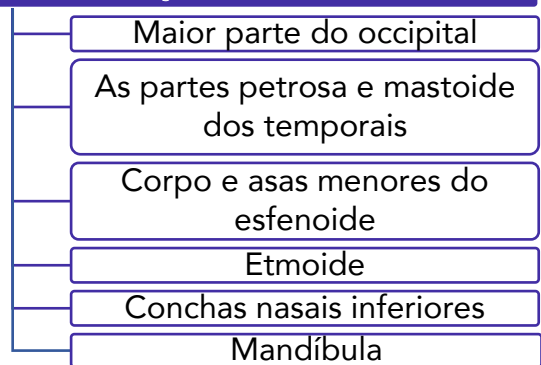 Maior parte do occipital
As partes petrosa e mastoide
dos temporais
Corpo e asas menores do
esfenoide
Etmoide
Conchas nasais inferiores
Mandíbula